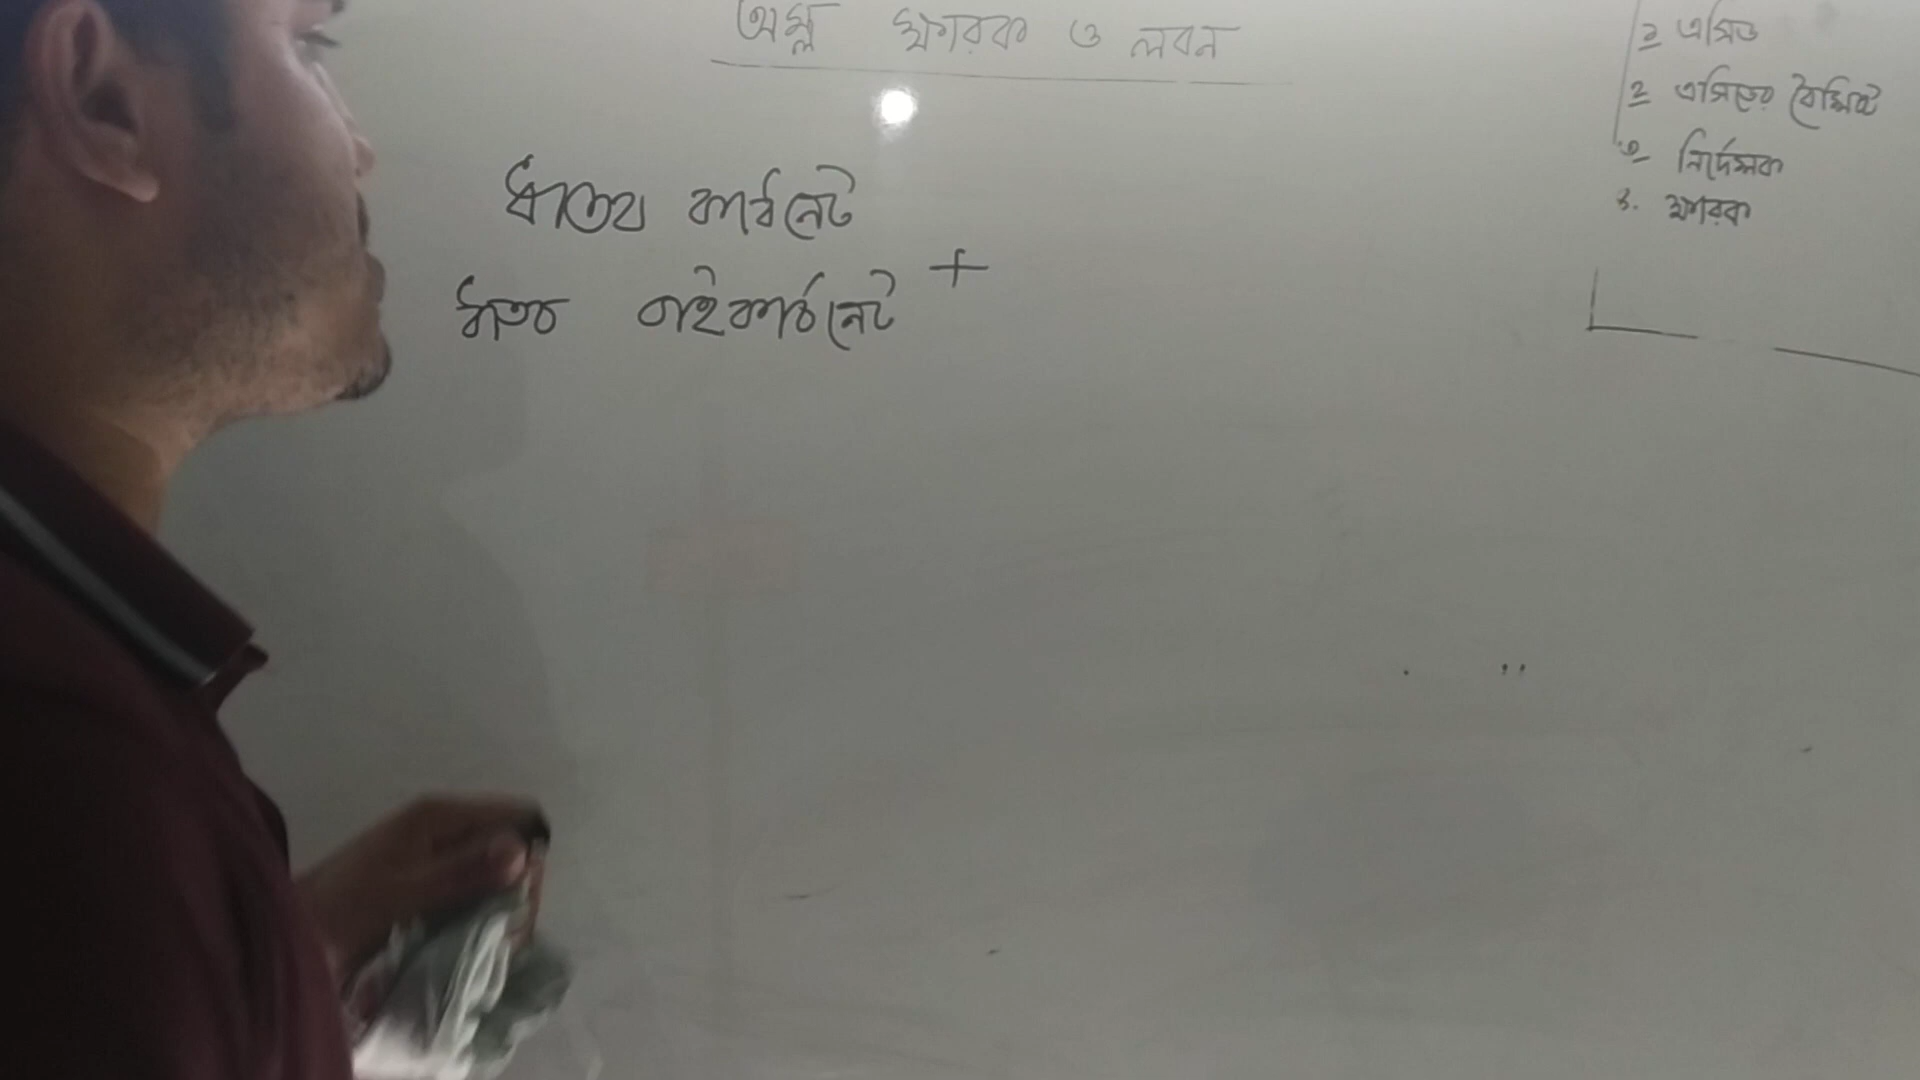 অম্ল ক্ষারক ও লবন
ধাতব কার্বনেট
ধাতব বাইকার্বনেট +
১ এসিড
২ এসিডের বৈশিষ্ট
৩ নির্দেশক
৪. ক্ষারক